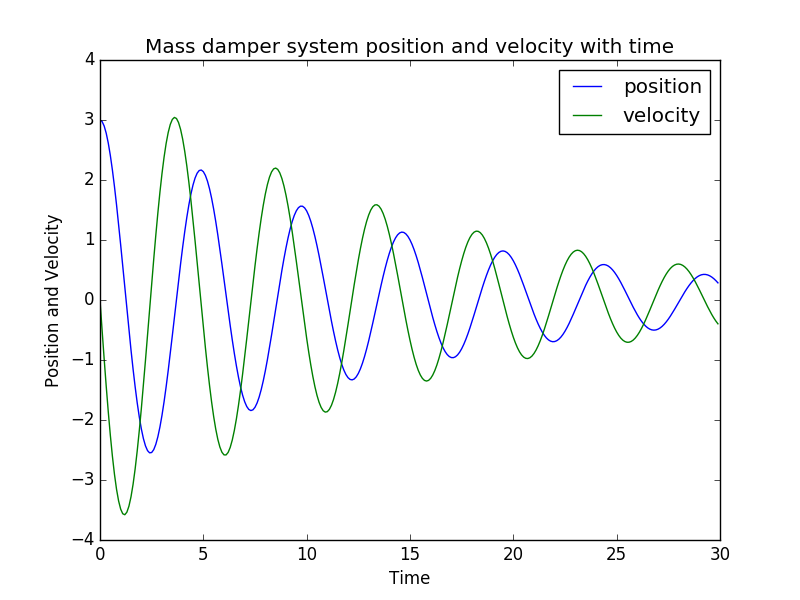 Mass damper system position and velocity with time
position
velocity
4
3
2
1
0
−1
−2
−3
−4
Position and Velocity
0 5 10 15 20 25 30
Time